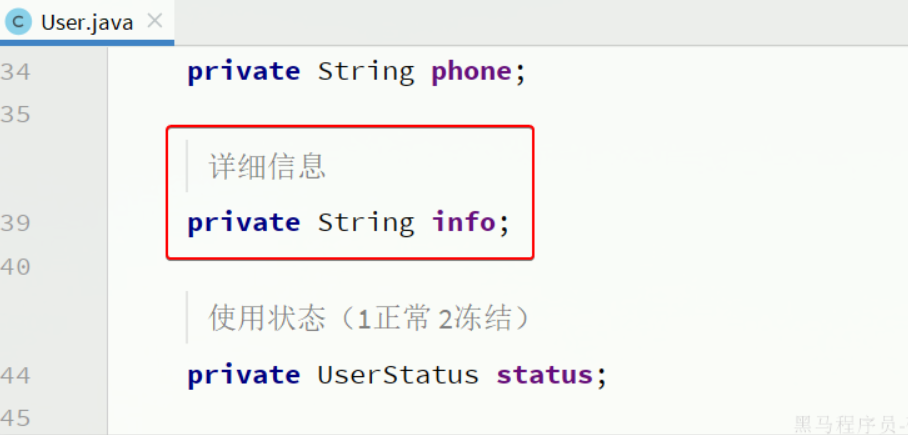 User.java
34 private String phone;
35
详细信息
39 private String info;
40
使用状态（1正常 2冻结）
44 private UserStatus status;
45
黑马程序员-